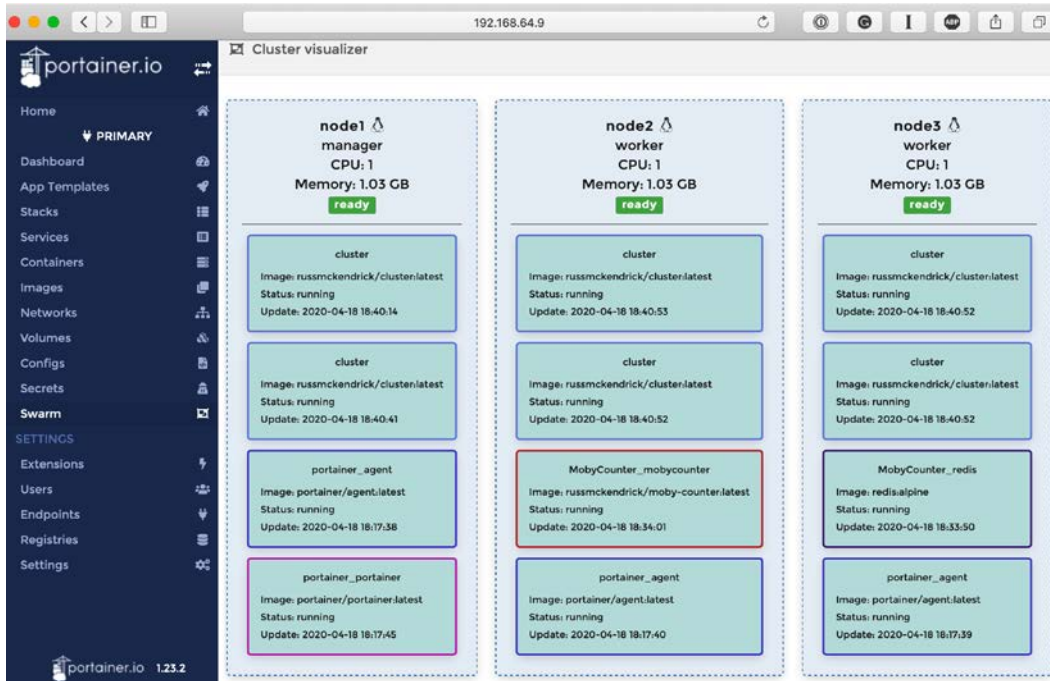 192.168.64.9
portainer.io
Cluster visualizer
Home
PRIMARY
Dashboard
App Templates
Stacks
Services
Containers
Images
Networks
Volumes
Configs
Secrets
Swarm
SETTINGS
Extensions
Users
Endpoints
Registries
Settings
portainer.io 1.23.2
node1
manager
CPU: 1
Memory: 1.03 GB
ready
cluster
Image: russmckendrick/cluster:latest
Status: running
Update: 2020-04-18 18:40:14
cluster
Image: russmckendrick/cluster:latest
Status: running
Update: 2020-04-18 18:40:41
portainer_agent
Image: portainer/agent:latest
Status: running
Update: 2020-04-18 18:17:38
portainer_portainer
Image: portainer/portainer:latest
Status: running
Update: 2020-04-18 18:17:45
node2
worker
CPU: 1
Memory: 1.03 GB
ready
cluster
Image: russmckendrick/cluster:latest
Status: running
Update: 2020-04-18 18:40:53
cluster
Image: russmckendrick/cluster:latest
Status: running
Update: 2020-04-18 18:40:52
MobyCounter_mobycounter
Image: russmckendrick/moby-counter:latest
Status: running
Update: 2020-04-18 18:34:01
portainer_agent
Image: portainer/agent:latest
Status: running
Update: 2020-04-18 18:17:40
node3
worker
CPU: 1
Memory: 1.03 GB
ready
cluster
Image: russmckendrick/cluster:latest
Status: running
Update: 2020-04-18 18:40:52
cluster
Image: russmckendrick/cluster:latest
Status: running
Update: 2020-04-18 18:40:52
MobyCounter_redis
Image: redis:alpine
Status: running
Update: 2020-04-18 18:33:50
portainer_agent
Image: portainer/agent:latest
Status: running
Update: 2020-04-18 18:17:39